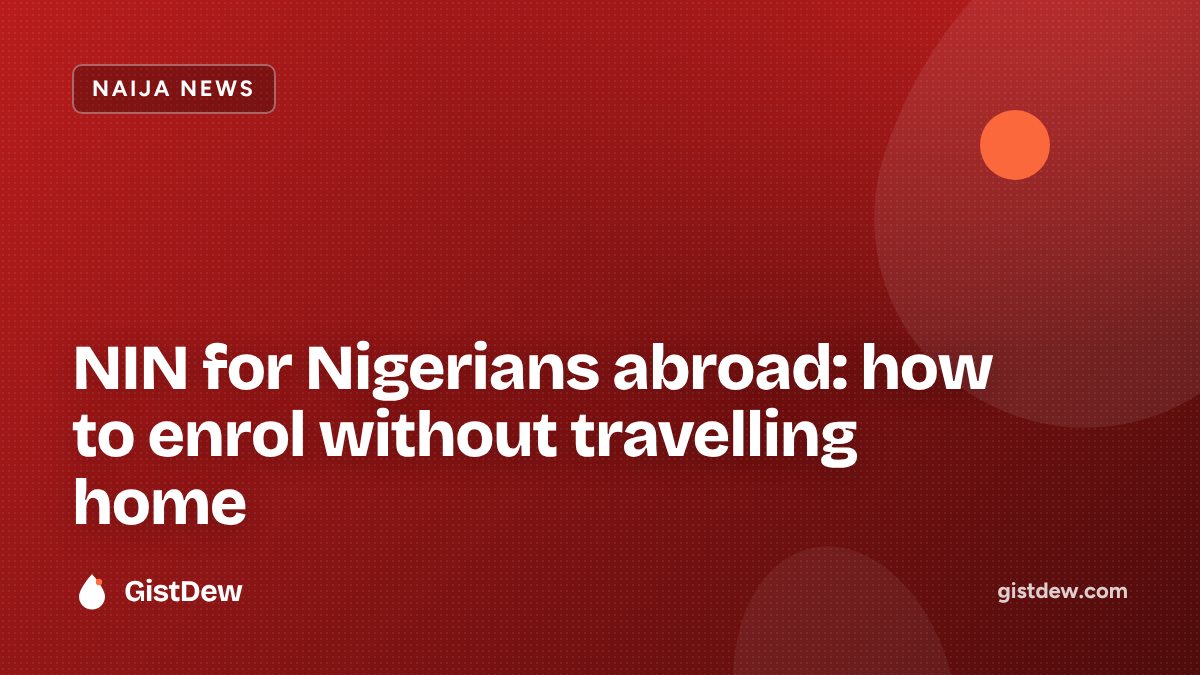 NAIJA NEWS
NIN for Nigerians abroad: how
to enrol without travelling
home
GistDew
gistdew.com